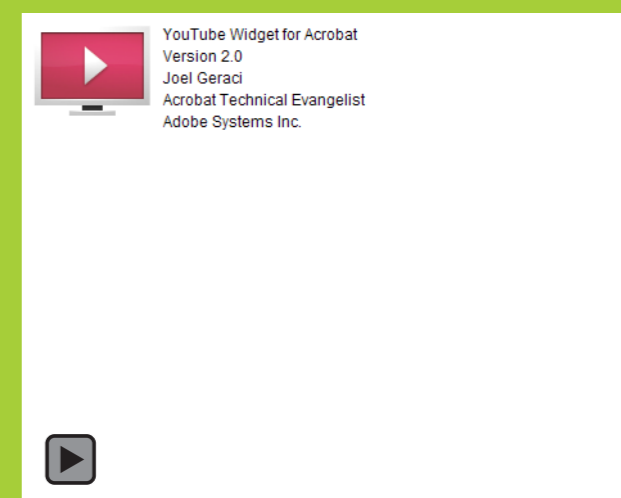 YouTube Widget for Acrobat
Version 2.0
Joel Geraci
Acrobat Technical Evangelist
Adobe Systems Inc.